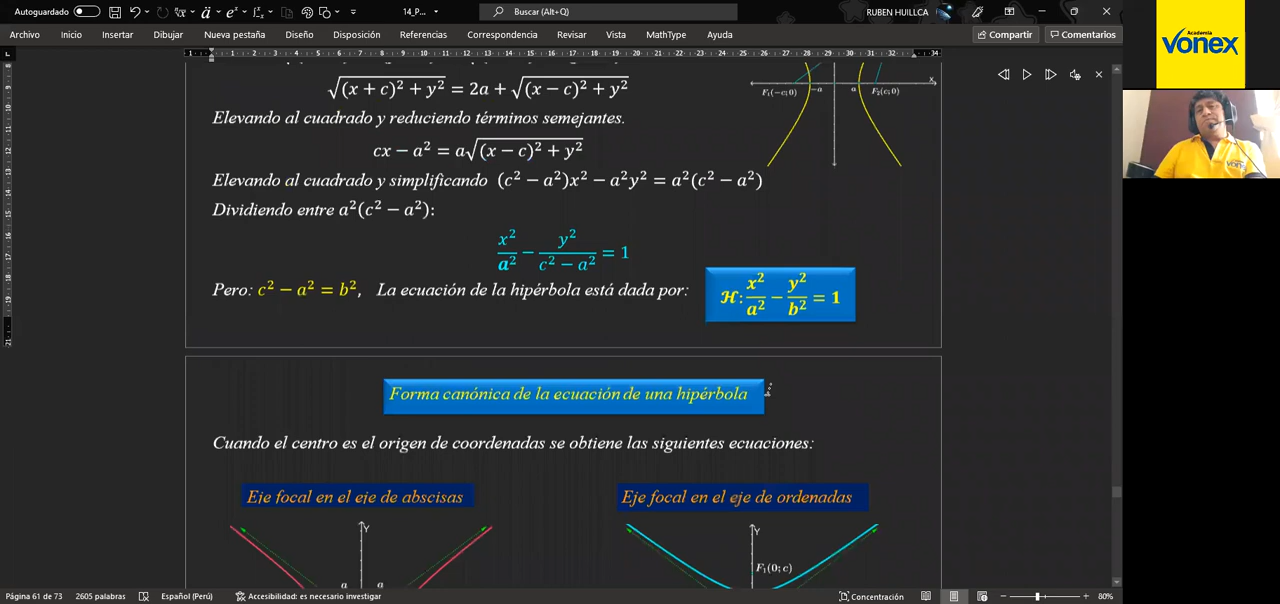 Autoguardado
14_P...
Buscar (Alt+Q)
RUBEN HUILLCA
Archivo Inicio Insertar Dibujar Nueva pestaña Diseño Disposición Referencias Correspondencia Revisar Vista MathType Ayuda Compartir Comentarios
Academia
VONEX
√((x + c)² + y²) = 2a + √((x − c)² + y²)
F₁(−c; 0) −a a F₂(c; 0) x
Elevando al cuadrado y reduciendo términos semejantes.
cx − a² = a√((x − c)² + y²)
Elevando al cuadrado y simplificando (c² − a²)x² − a²y² = a²(c² − a²)
Dividiendo entre a²(c² − a²):
x²/a² − y²/(c² − a²) = 1
Pero: c² − a² = b², La ecuación de la hipérbola está dada por:
ℋ: x²/a² − y²/b² = 1
Forma canónica de la ecuación de una hipérbola
Cuando el centro es el origen de coordenadas se obtiene las siguientes ecuaciones:
Eje focal en el eje de abscisas Eje focal en el eje de ordenadas
Y Y
F₁(0; c)
a a
Página 61 de 73 2605 palabras Español (Perú) Accesibilidad: es necesario investigar Concentración 80%